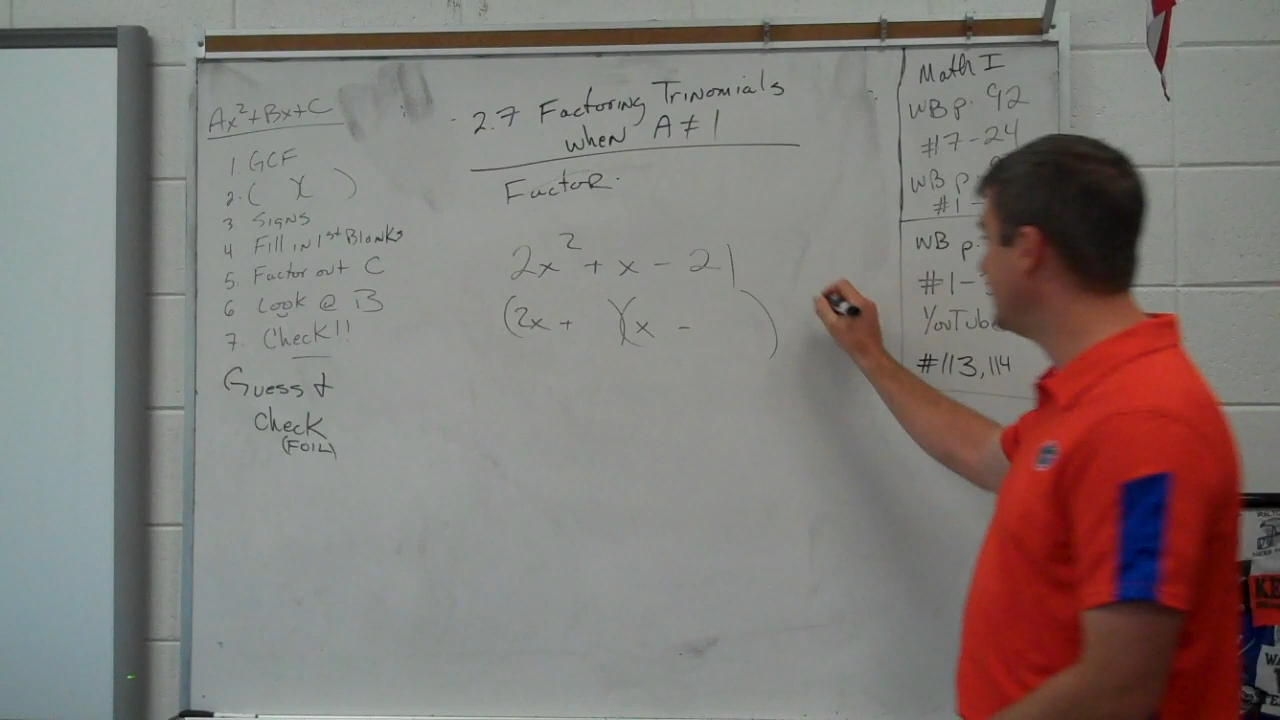 Ax²+Bx+C
1. GCF
2. ( )( )
3 Signs
4 Fill in 1st Blanks
5. Factor out C
6 Look @ B
7. Check!!
Guess &
Check
(FOIL)
2.7 Factoring Trinomials
when A ≠ 1
Factor.
2x² + x - 21
(2x + )(x - )
Math I
WB p. 92
#7-24
WB p.
#1-
WB p.
#1-
YouTube
#113, 114